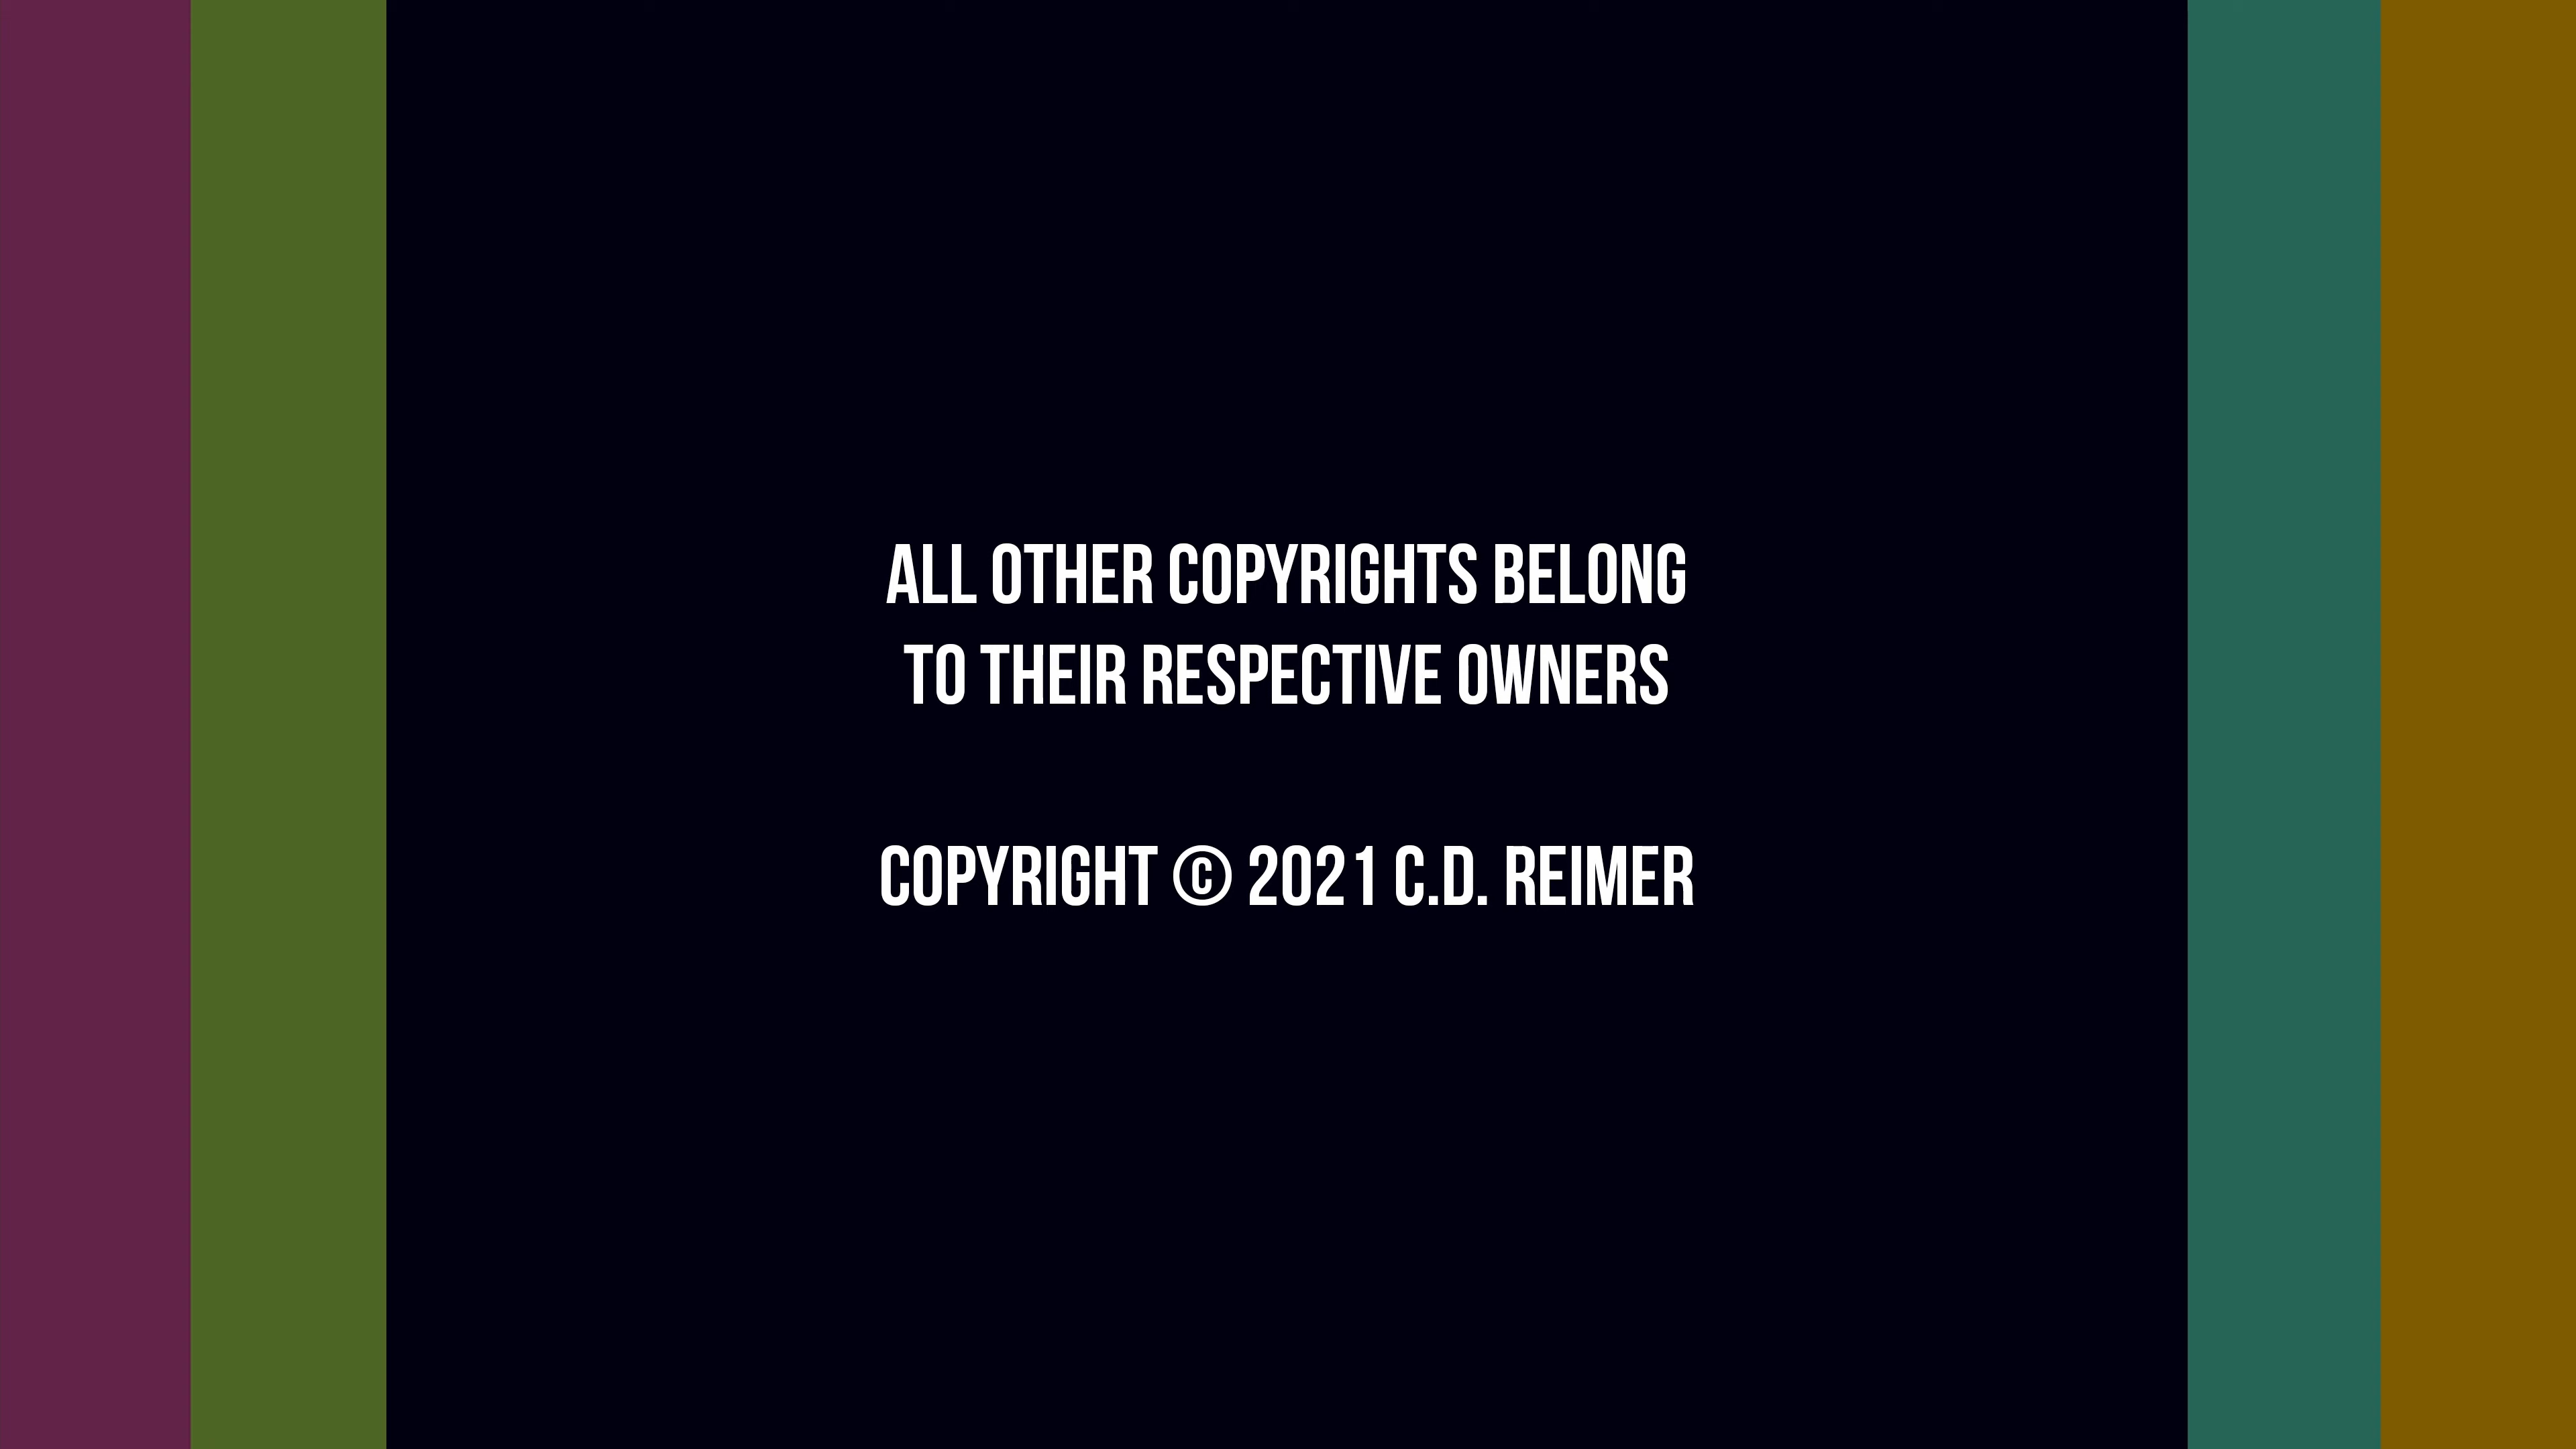 ALL OTHER COPYRIGHTS BELONG
TO THEIR RESPECTIVE OWNERS
COPYRIGHT © 2021 C.D. REIMER